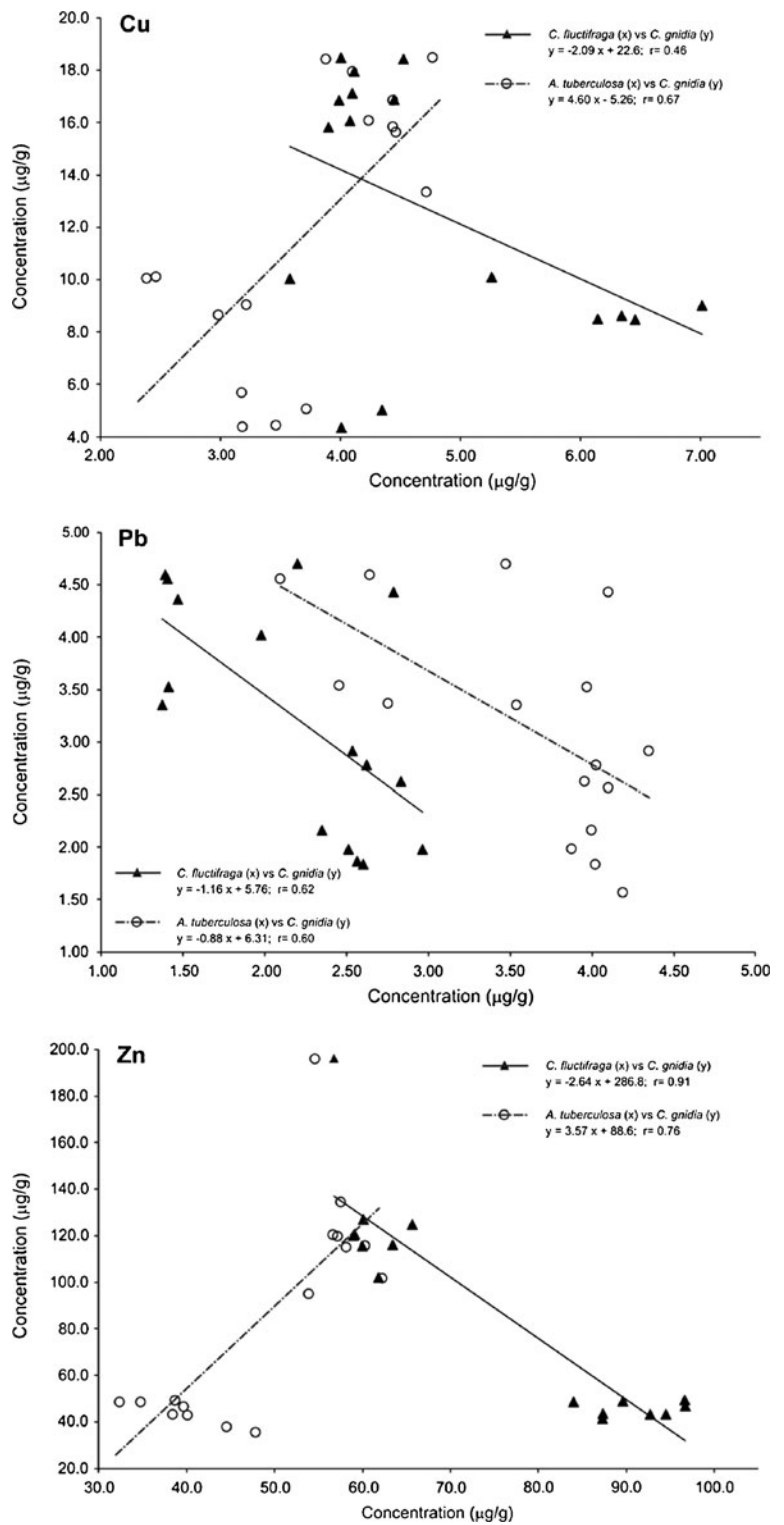 Cu
C. fluctifraga (x) vs C. gnidia (y)
y = -2.09 x + 22.6; r= 0.46
A. tuberculosa (x) vs C. gnidia (y)
y = 4.60 x - 5.26; r= 0.67
Concentration (µg/g)
20.0
18.0
16.0
14.0
12.0
10.0
8.0
6.0
4.0
2.00 3.00 4.00 5.00 6.00 7.00
Concentration (µg/g)
Pb
Concentration (µg/g)
5.00
4.50
4.00
3.50
3.00
2.50
2.00
1.50
1.00
C. fluctifraga (x) vs C. gnidia (y)
y = -1.16 x + 5.76; r= 0.62
A. tuberculosa (x) vs C. gnidia (y)
y = -0.88 x + 6.31; r= 0.60
1.00 1.50 2.00 2.50 3.00 3.50 4.00 4.50 5.00
Concentration (µg/g)
Zn
C. fluctifraga (x) vs C. gnidia (y)
y = -2.64 x + 286.8; r= 0.91
A. tuberculosa (x) vs C. gnidia (y)
y = 3.57 x + 88.6; r= 0.76
Concentration (µg/g)
200.0
180.0
160.0
140.0
120.0
100.0
80.0
60.0
40.0
20.0
30.0 40.0 50.0 60.0 70.0 80.0 90.0 100.0
Concentration (µg/g)